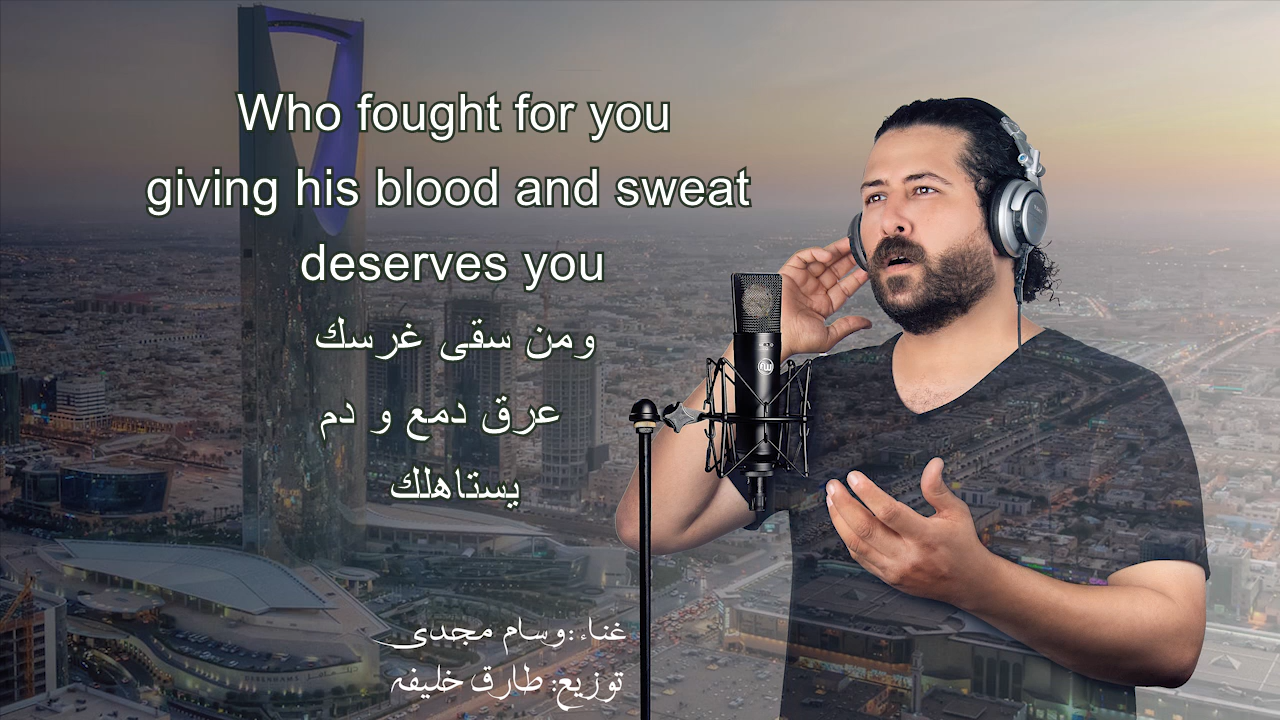 Who fought for you
giving his blood and sweat
deserves you
ومن سقى غرسك
عرق دمع و دم
يستاهلك
غناء :وسام مجدى
توزيع: طارق خليفه
DEBENHAMS